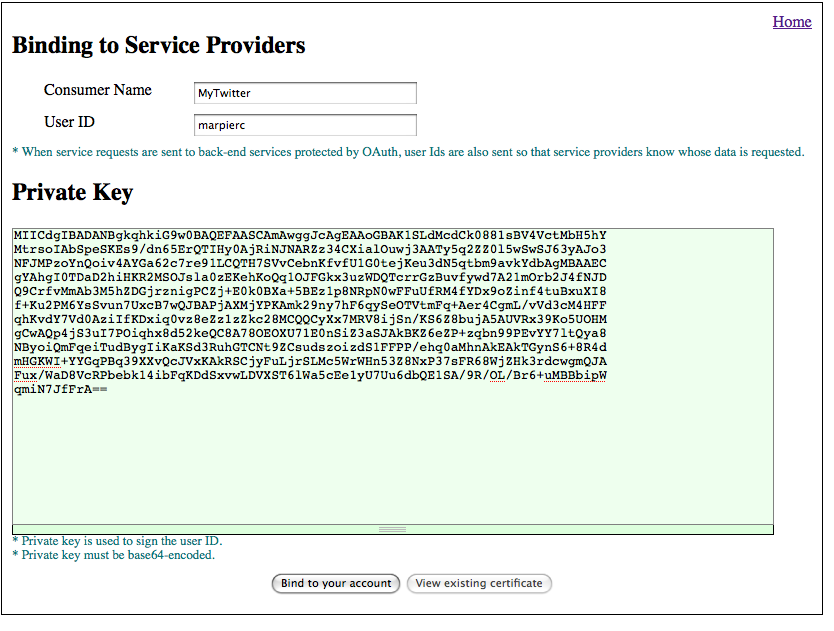 Home
Binding to Service Providers
Consumer Name
MyTwitter
User ID
marpierc
* When service requests are sent to back-end services protected by OAuth, user Ids are also sent so that service providers know whose data is requested.
Private Key
MIICdgIBADANBgkqhkiG9w0BAQEFAASCAmAwggJcAgEAAoGBAK1SLdMcdCk0881sBV4VctMbH5hY
MtrsoIAbSpeSKEs9/dn65ErQTIHy0AjRiNJNARZz34CXialOuwj3AATy5q2ZZ0l5wSwSJ63yAJo3
NFJMPzoYnQoiv4AYGa62c7re91LCQTH7SVvCebnKfvfU1G0tejKeu3dN5qtbm9avkYdbAgMBAAEC
gYAhgI0TDaD2hiHKR2MSOJsla0zEKehKoQq1OJFGkx3uzWDQTcrrGzBuvfywd7A21mOrb2J4fNJD
Q9CrfvMmAb3M5hZDGjrznigPCZj+E0k0BXa+5BEz1p8NRpN0wFFuUfRM4fYDx9oZinf4tuBxuXI8
f+Ku2PM6YsSvun7UxcB7wQJBAPjAXMjYPKAmk29ny7hF6qySeOTVtmFq+Aer4CgmL/vVd3cM4HFF
qhKvdY7Vd0AziIfKDxiq0vz8eZz1zZkc28MCQQCyXx7MRV8ijSn/KS6Z8bujA5AUVRx39Ko5UOHM
gCwAQp4jS3uI7POiqhx8d52keQC8A78OEOXU71E0nSiZ3aSJAkBKZ6eZP+zqbn99PEvYY7ltQya8
NByoiQmFqeiTudBygIiKaKSd3RuhGTCNt9ZCsudszoizdS1FFPP/ehq0aMhnAkEAkTGynS6+8R4d
mHGKWI+YYGqPBq39XXvQcJVxKAkRSCjyFuLjrSLMc5WrWHn53Z8NxP37sFR68WjZHk3rdcwgmQJA
Fux/WaD8VcRPbebk14ibFqKDdSxvwLDVXST6lWa5cEe1yU7Uu6dbQE1SA/9R/OL/Br6+uMBBbipW
qmiN7JfFrA==
* Private key is used to sign the user ID.
* Private key must be base64-encoded.
Bind to your account
View existing certificate